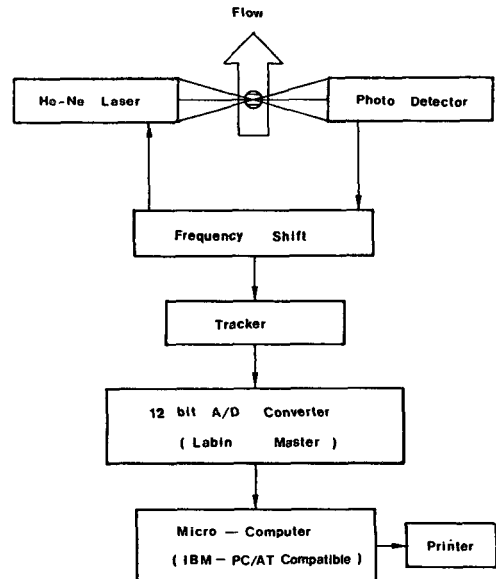 Flow
He-Ne Laser
Photo Detector
Frequency Shift
Tracker
12 bit A/D Converter
( Labin Master )
Micro - Computer
( IBM - PC/AT Compatible )
Printer